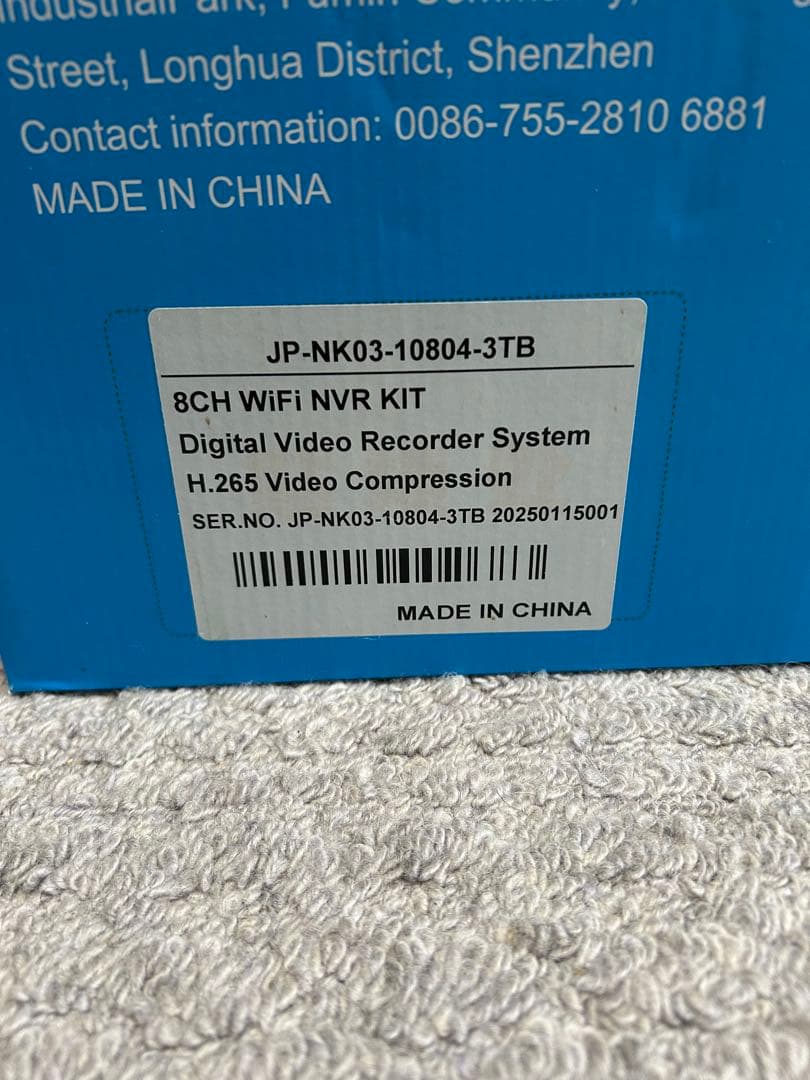 Street, Longhua District, Shenzhen
Contact information: 0086-755-2810 6881
MADE IN CHINA
JP-NK03-10804-3TB
8CH WiFi NVR KIT
Digital Video Recorder System
H.265 Video Compression
SER.NO. JP-NK03-10804-3TB 20250115001
MADE IN CHINA